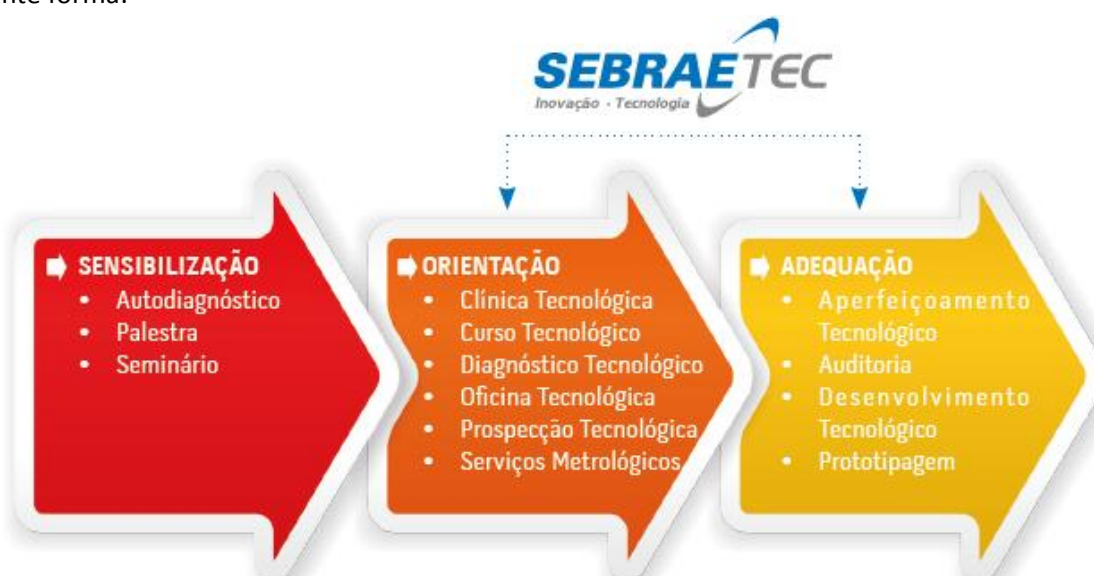 SEBRAETEC
Inovação - Tecnologia
SENSIBILIZAÇÃO
• Autodiagnóstico
• Palestra
• Seminário
ORIENTAÇÃO
• Clínica Tecnológica
• Curso Tecnológico
• Diagnóstico Tecnológico
• Oficina Tecnológica
• Prospecção Tecnológica
• Serviços Metrológicos
ADEQUAÇÃO
• Aperfeiçoamento
Tecnológico
• Auditoria
• Desenvolvimento
Tecnológico
• Prototipagem